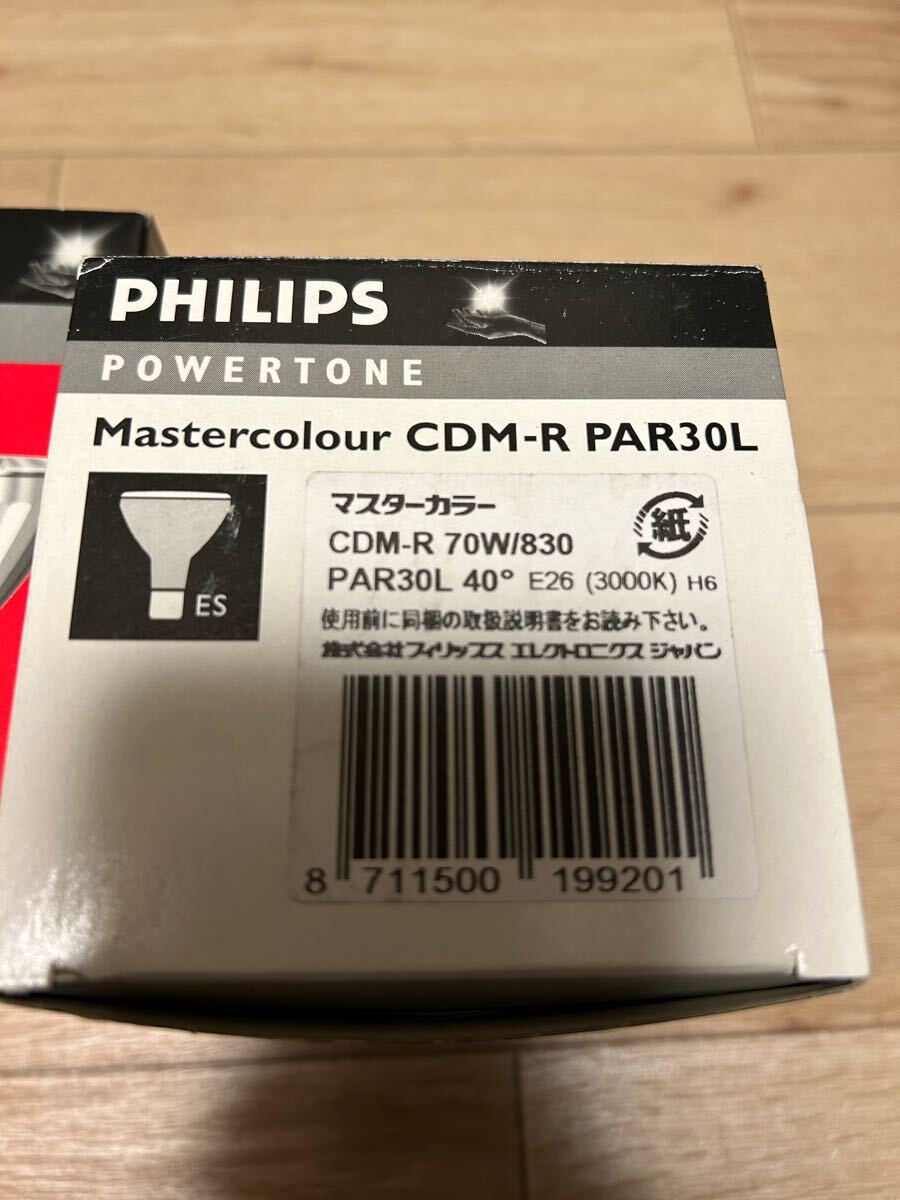 PHILIPS
POWERTONE
Mastercolour CDM-R PAR30L
ES
マスターカラー
CDM-R 70W/830
PAR30L 40° E26 (3000K) H6
紙
使用前に同梱の取扱説明書をお読み下さい。
株式会社フィリップス エレクトロニクス ジャパン
8 711500 199201